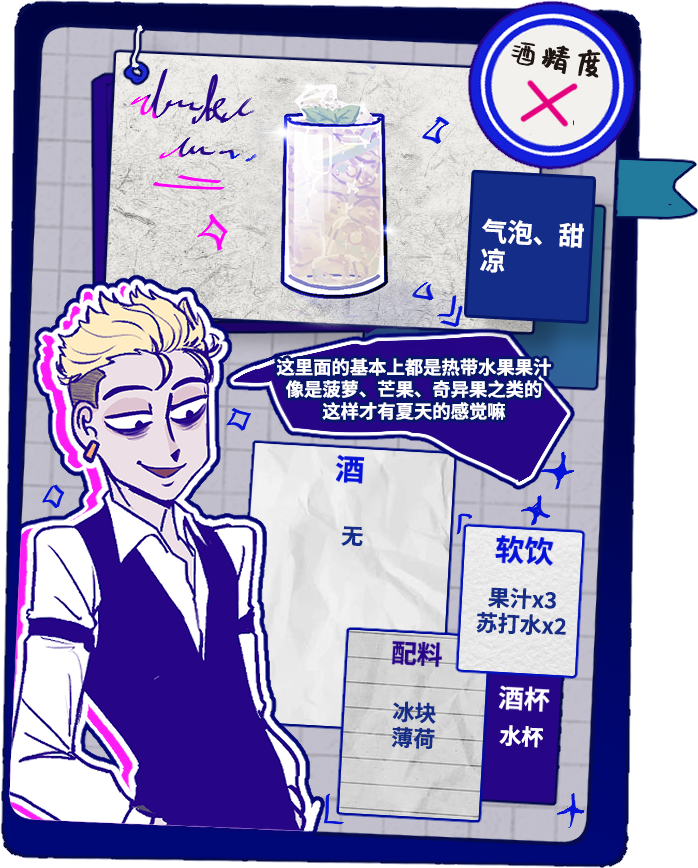 酒精度
气泡、甜
凉
这里面的基本上都是热带水果果汁
像是菠萝、芒果、奇异果之类的
这样才有夏天的感觉嘛
酒
无
软饮
果汁x3
苏打水x2
配料
冰块
薄荷
酒杯
水杯